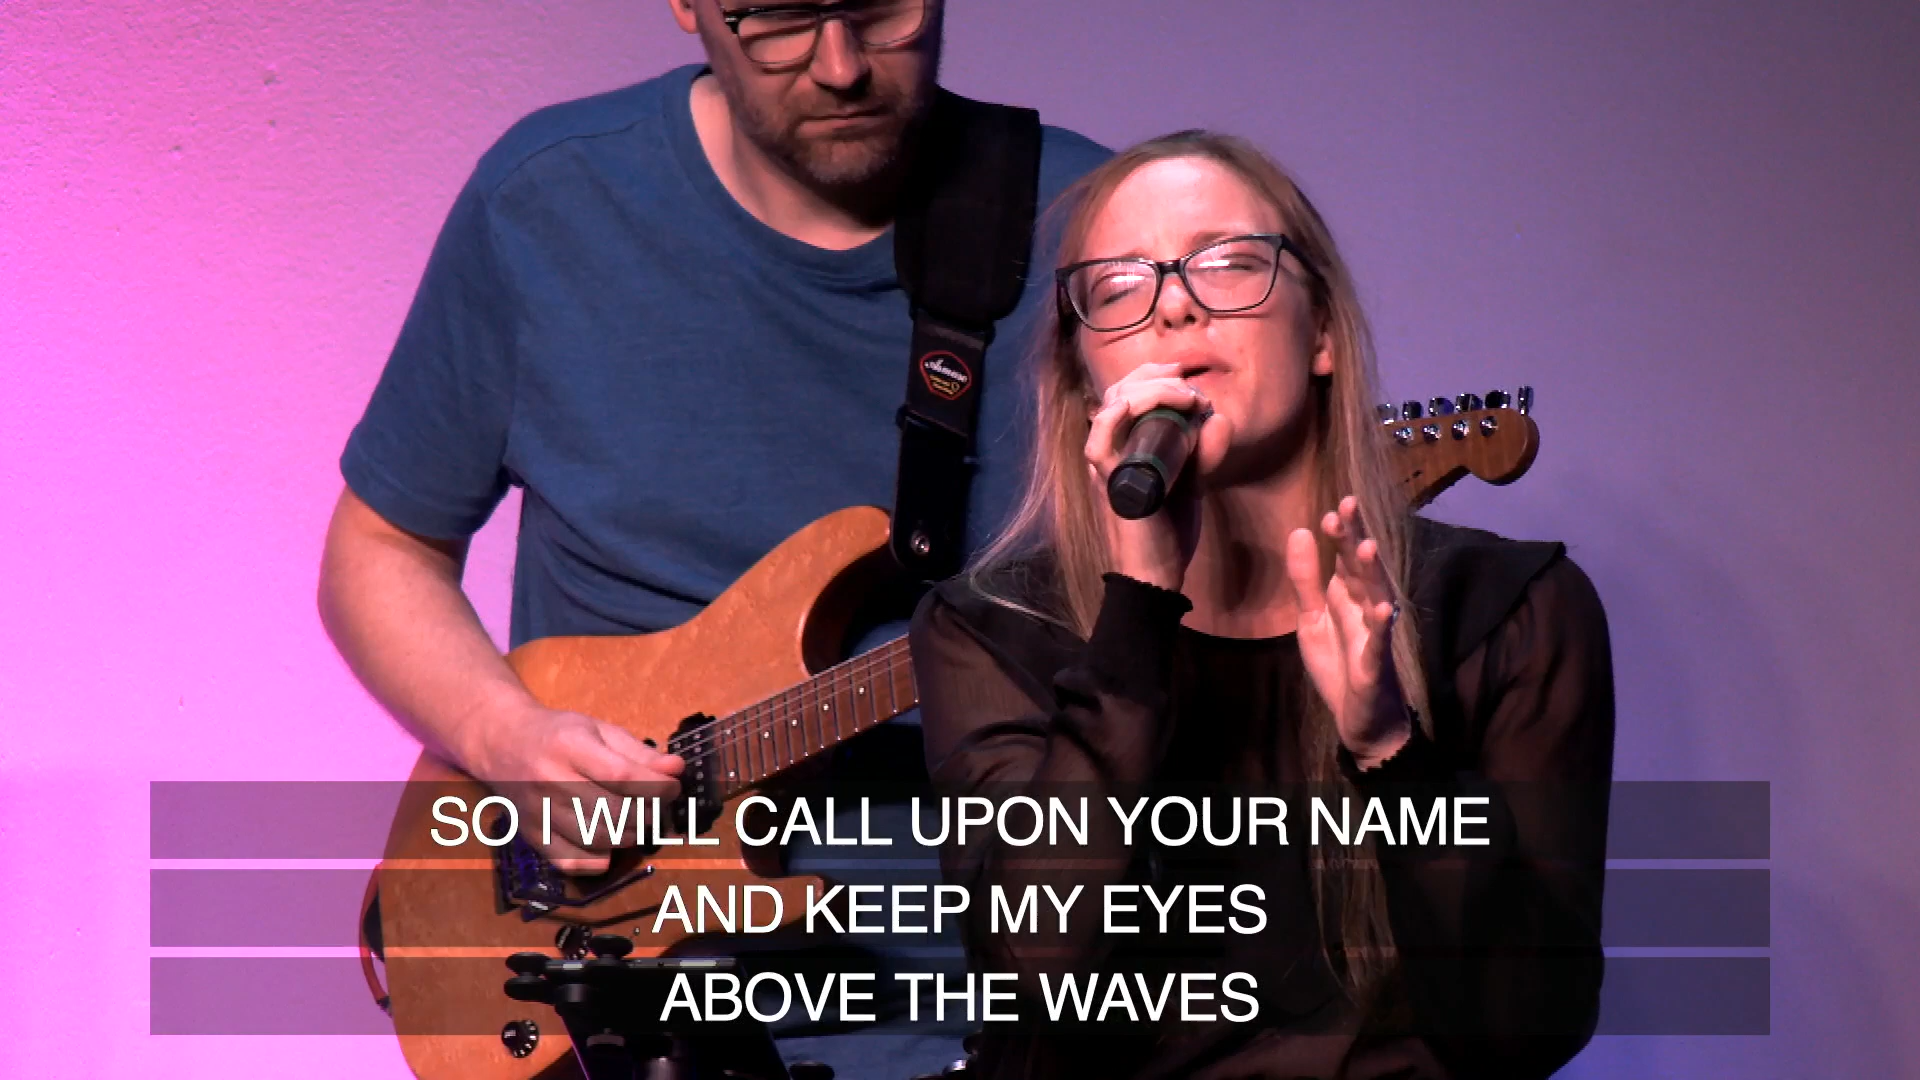 SO I WILL CALL UPON YOUR NAME
AND KEEP MY EYES
ABOVE THE WAVES